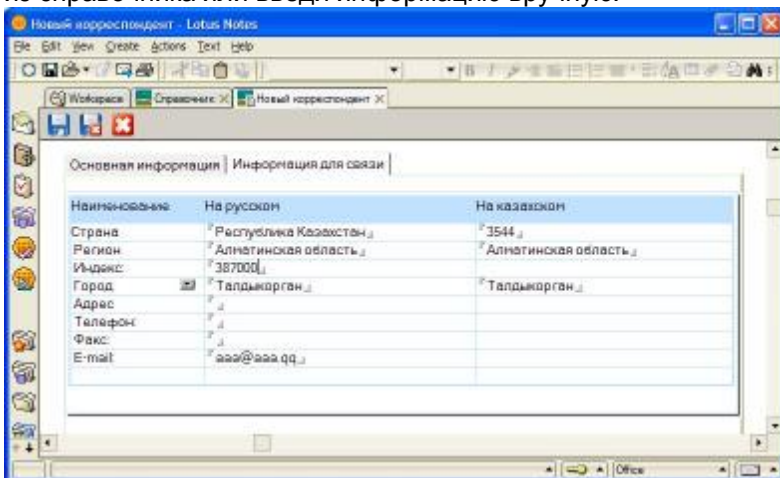 из справочника или введи информацию вручную.
Новый корреспондент - Lotus Notes
File Edit View Create Actions Text Help
Workspace Справочник Новый корреспондент
Основная информация Информация для связи
Наименование На русском На казахском
Страна Республика Казахстан 3544
Регион Алматинская область Алматинская область
Индекс: 387000
Город Талдыкорган Талдыкорган
Адрес
Телефон:
Факс:
E-mail: aaa@aaa.qq
Office